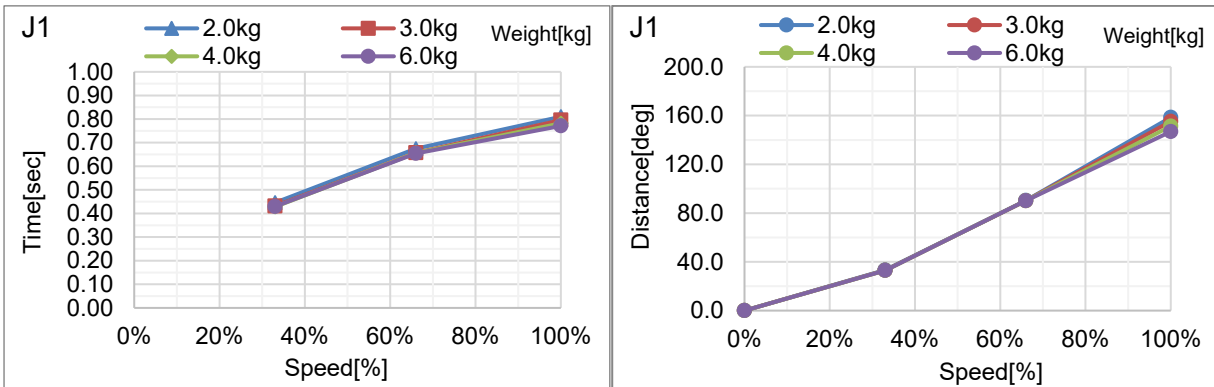 J1
2.0kg
3.0kg
Weight[kg]
4.0kg
6.0kg
Time[sec]
1.00
0.90
0.80
0.70
0.60
0.50
0.40
0.30
0.20
0.10
0.00
0%
20%
40%
60%
80%
100%
Speed[%]
J1
2.0kg
3.0kg
Weight[kg]
4.0kg
6.0kg
Distance[deg]
200.0
160.0
120.0
80.0
40.0
0.0
0%
20%
40%
60%
80%
100%
Speed[%]